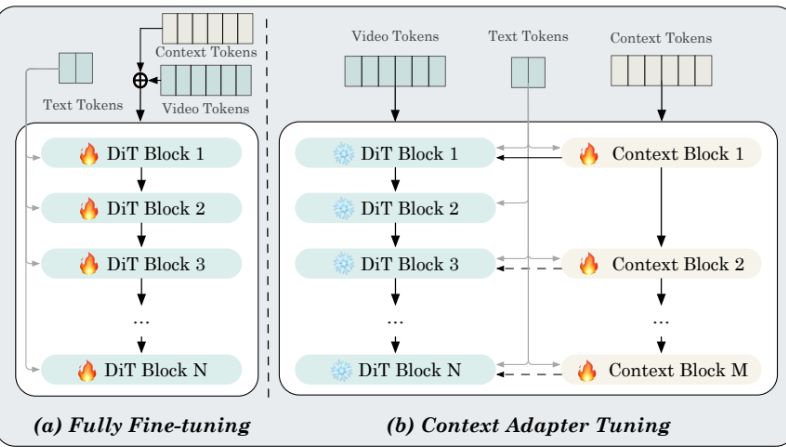 Context Tokens
Text Tokens
Video Tokens
DiT Block 1
DiT Block 2
DiT Block 3
...
DiT Block N
(a) Fully Fine-tuning
Video Tokens
Text Tokens
Context Tokens
DiT Block 1
Context Block 1
DiT Block 2
DiT Block 3
Context Block 2
...
...
DiT Block N
Context Block M
(b) Context Adapter Tuning